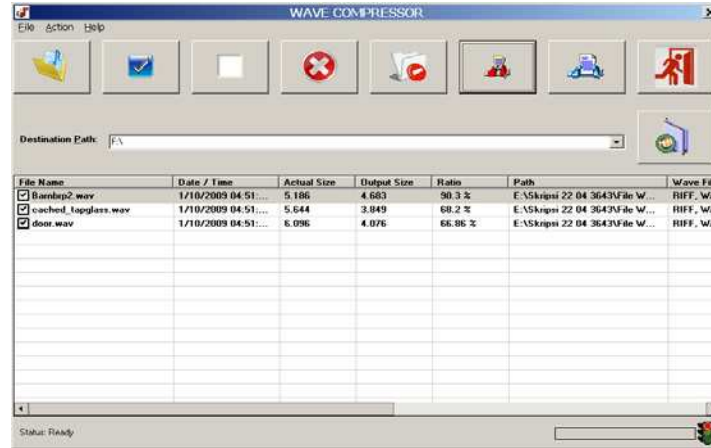 WAVE COMPRESSOR
File Action Help
Destination Path: F:\
File Name Date / Time Actual Size Output Size Ratio Path Wave Fi
Bambrp2.wav 1/10/2009 04:51:... 5.186 4.683 90.3 % E:\Skripsi 22 04 3643\File W... RIFF, W
cached_tapglass.wav 1/10/2009 04:51:... 5.644 3.849 68.2 % E:\Skripsi 22 04 3643\File W... RIFF, W
door.wav 1/10/2009 04:51:... 6.096 4.076 66.86 % E:\Skripsi 22 04 3643\File W... RIFF, W
Status: Ready